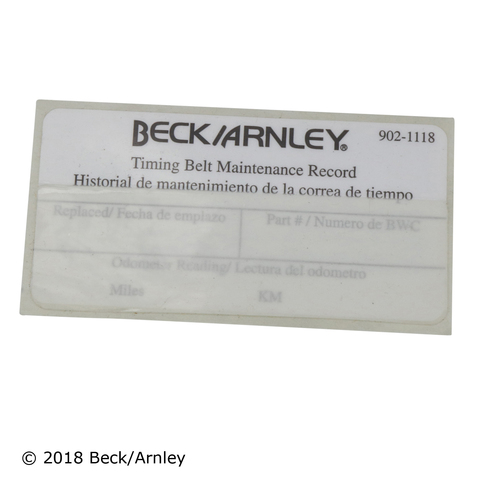 BECK/ARNLEY® 902-1118
Timing Belt Maintenance Record
Historial de mantenimiento de la correa de tiempo
Replaced/ Fecha de emplazo Part # / Numero de BWC
Odometer Reading/ Lectura del odometro
Miles KM
© 2018 Beck/Arnley